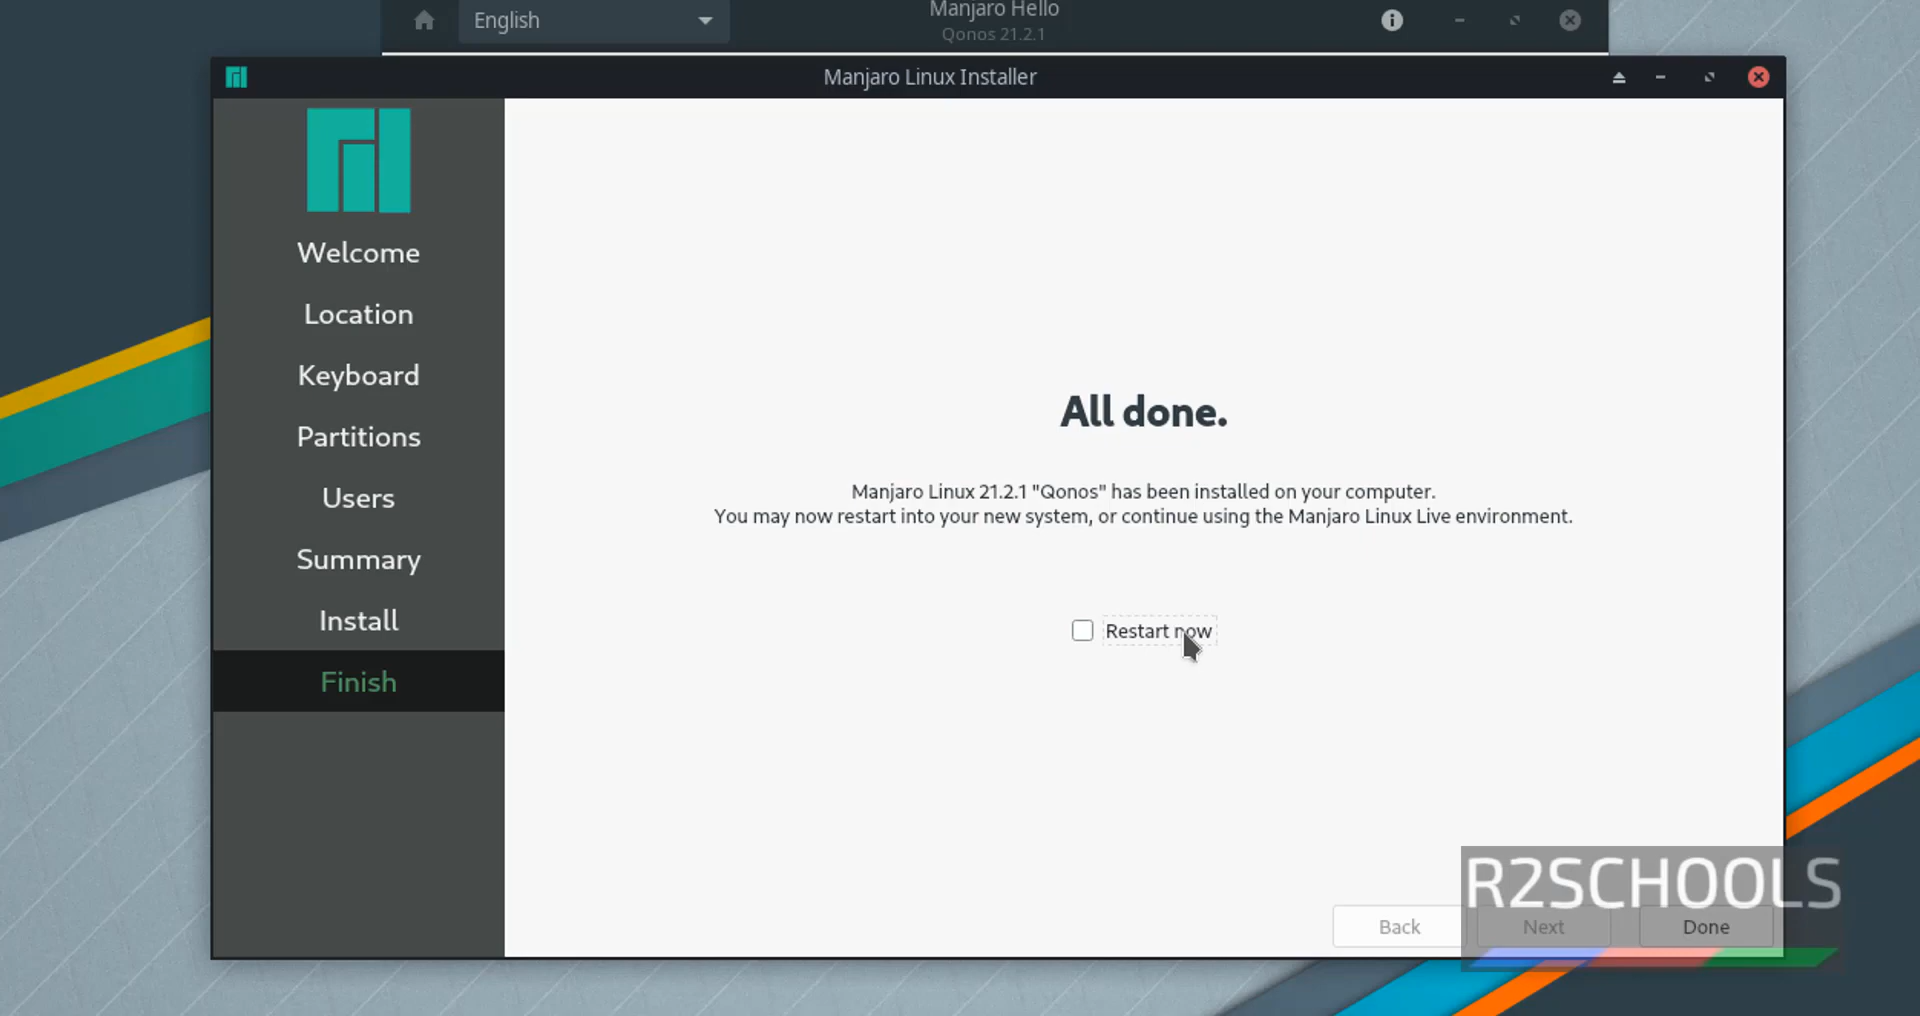 English
Manjaro Hello
Qonos 21.2.1
Manjaro Linux Installer
Welcome
Location
Keyboard
Partitions
Users
Summary
Install
Finish
All done.
Manjaro Linux 21.2.1 "Qonos" has been installed on your computer.
You may now restart into your new system, or continue using the Manjaro Linux Live environment.
Restart now
R2SCHOOLS
Back
Next
Done